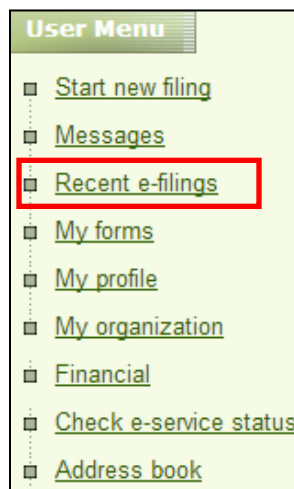 User Menu
Start new filing
Messages
Recent e-filings
My forms
My profile
My organization
Financial
Check e-service status
Address book